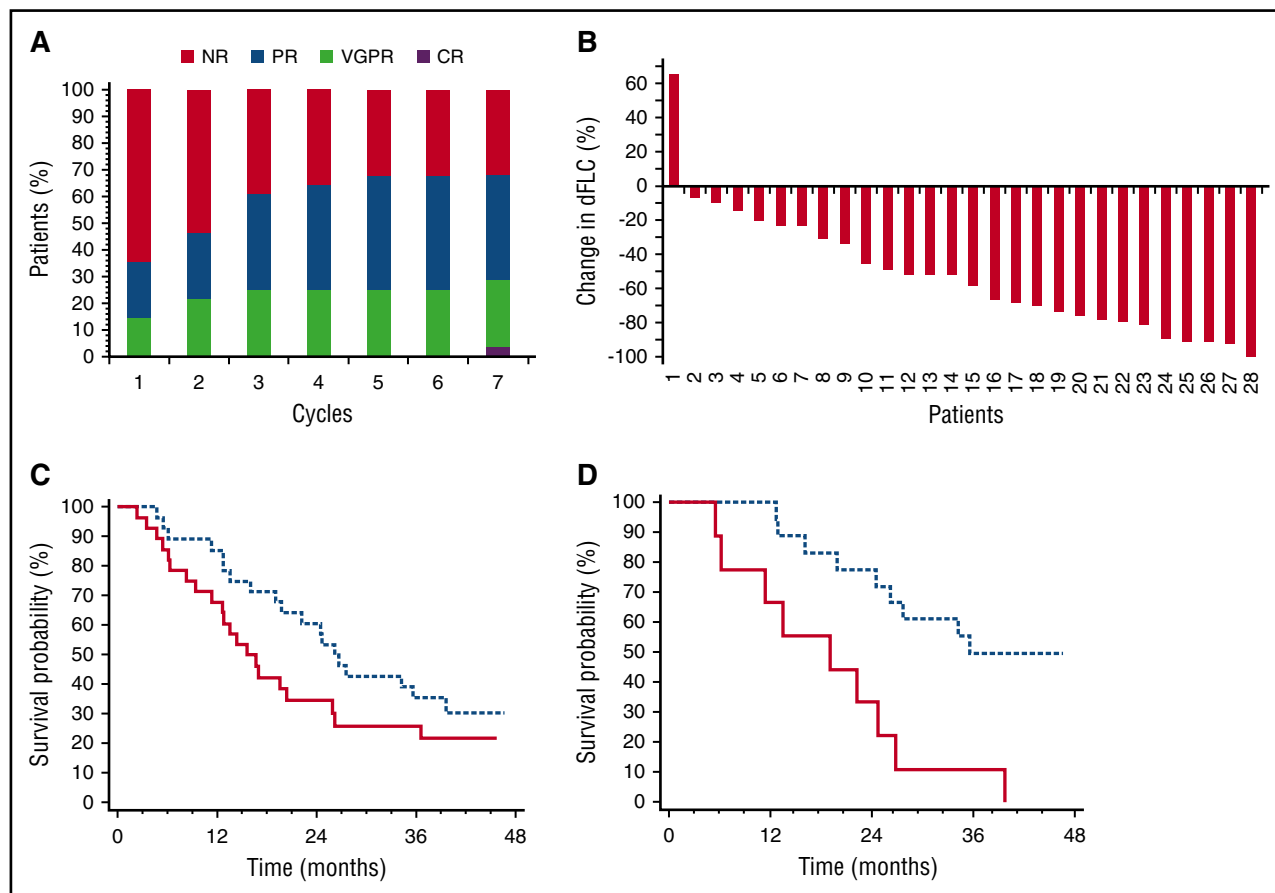 A
NR PR VGPR CR
Patients (%)
100
90
80
70
60
50
40
30
20
10
0
1 2 3 4 5 6 7
Cycles
B
Change in dFLC (%)
60
40
20
0
-20
-40
-60
-80
-100
1 2 3 4 5 6 7 8 9 10 11 12 13 14 15 16 17 18 19 20 21 22 23 24 25 26 27 28
Patients
C
Survival probability (%)
100
90
80
70
60
50
40
30
20
10
0
0 12 24 36 48
Time (months)
D
Survival probability (%)
100
90
80
70
60
50
40
30
20
10
0
0 12 24 36 48
Time (months)